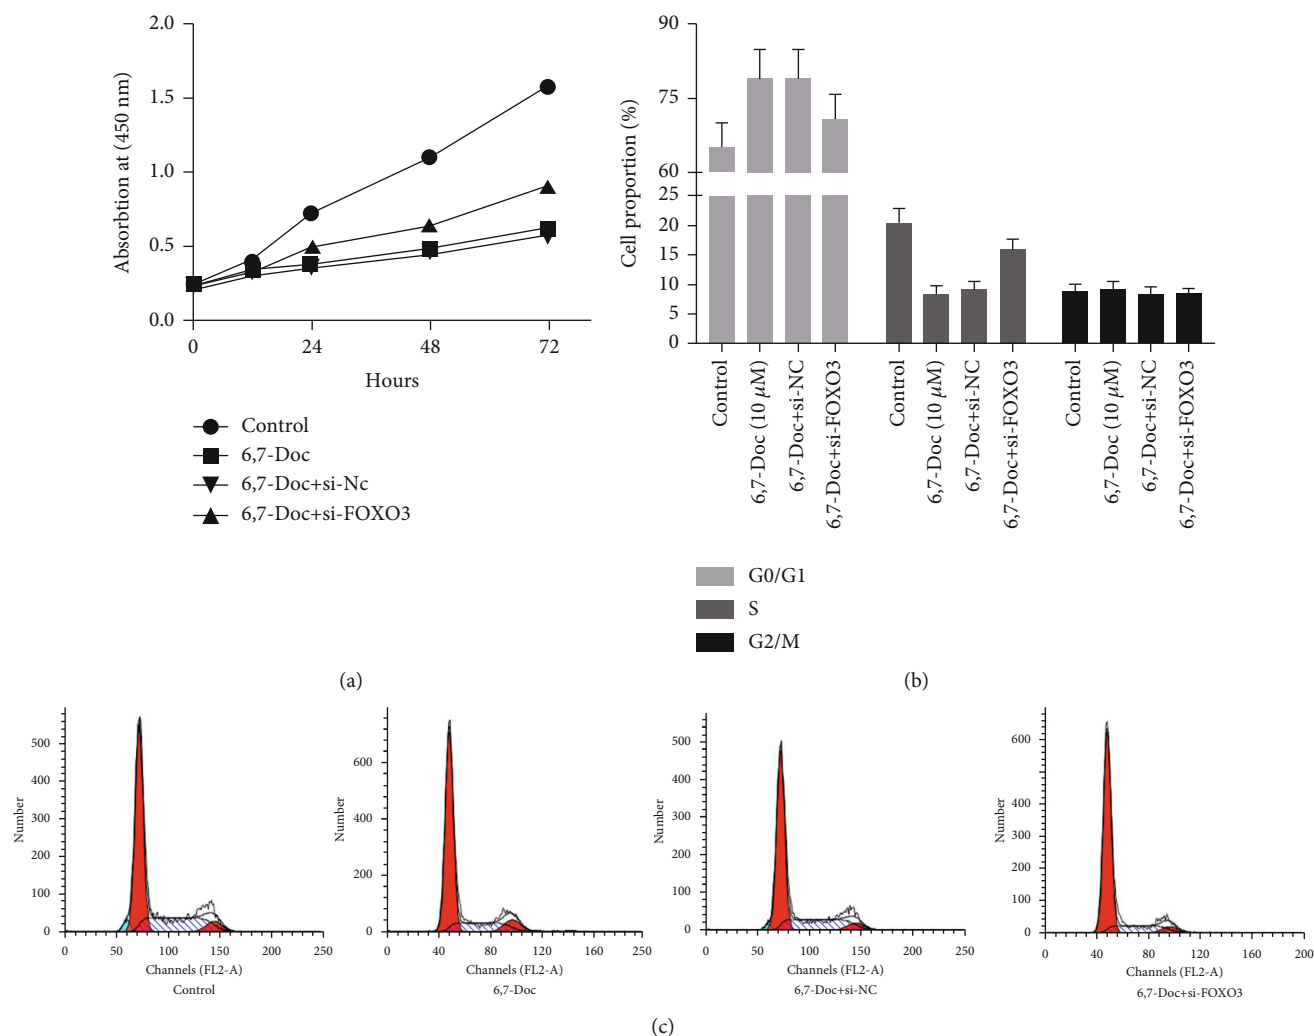 2.0
1.5
1.0
0.5
0.0
Absorbtion at (450 nm)
0 24 48 72
Hours
Control
6,7-Doc
6,7-Doc+si-Nc
6,7-Doc+si-FOXO3
(a)
90
75
60
25
20
15
10
5
0
Cell proportion (%)
Control
6,7-Doc (10 μM)
6,7-Doc+si-NC
6,7-Doc+si-FOXO3
Control
6,7-Doc (10 μM)
6,7-Doc+si-NC
6,7-Doc+si-FOXO3
Control
6,7-Doc (10 μM)
6,7-Doc+si-NC
6,7-Doc+si-FOXO3
G0/G1
S
G2/M
(b)
500
400
300
200
100
0
Number
0 50 100 150 200 250
Channels (FL2-A)
Control
600
400
200
0
Number
0 40 80 120 160 250
Channels (FL2-A)
6,7-Doc
500
400
300
200
100
0
Number
0 50 100 150 200 250
Channels (FL2-A)
6,7-Doc+si-NC
600
400
300
200
100
0
Number
0 40 80 120 160 200
Channels (FL2-A)
6,7-Doc+si-FOXO3
(c)